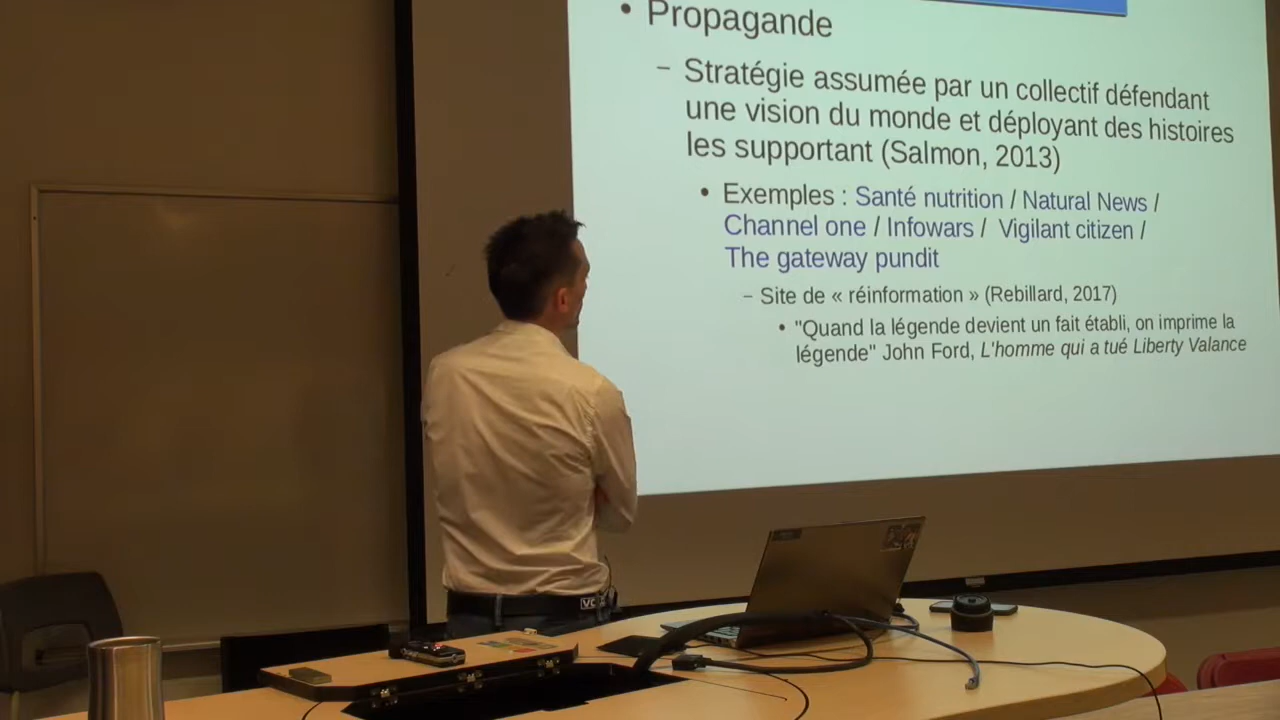 • Propagande
– Stratégie assumée par un collectif défendant
une vision du monde et déployant des histoires
les supportant (Salmon, 2013)
• Exemples : Santé nutrition / Natural News /
Channel one / Infowars / Vigilant citizen /
The gateway pundit
– Site de « réinformation » (Rebillard, 2017)
• "Quand la légende devient un fait établi, on imprime la
légende" John Ford, L'homme qui a tué Liberty Valance